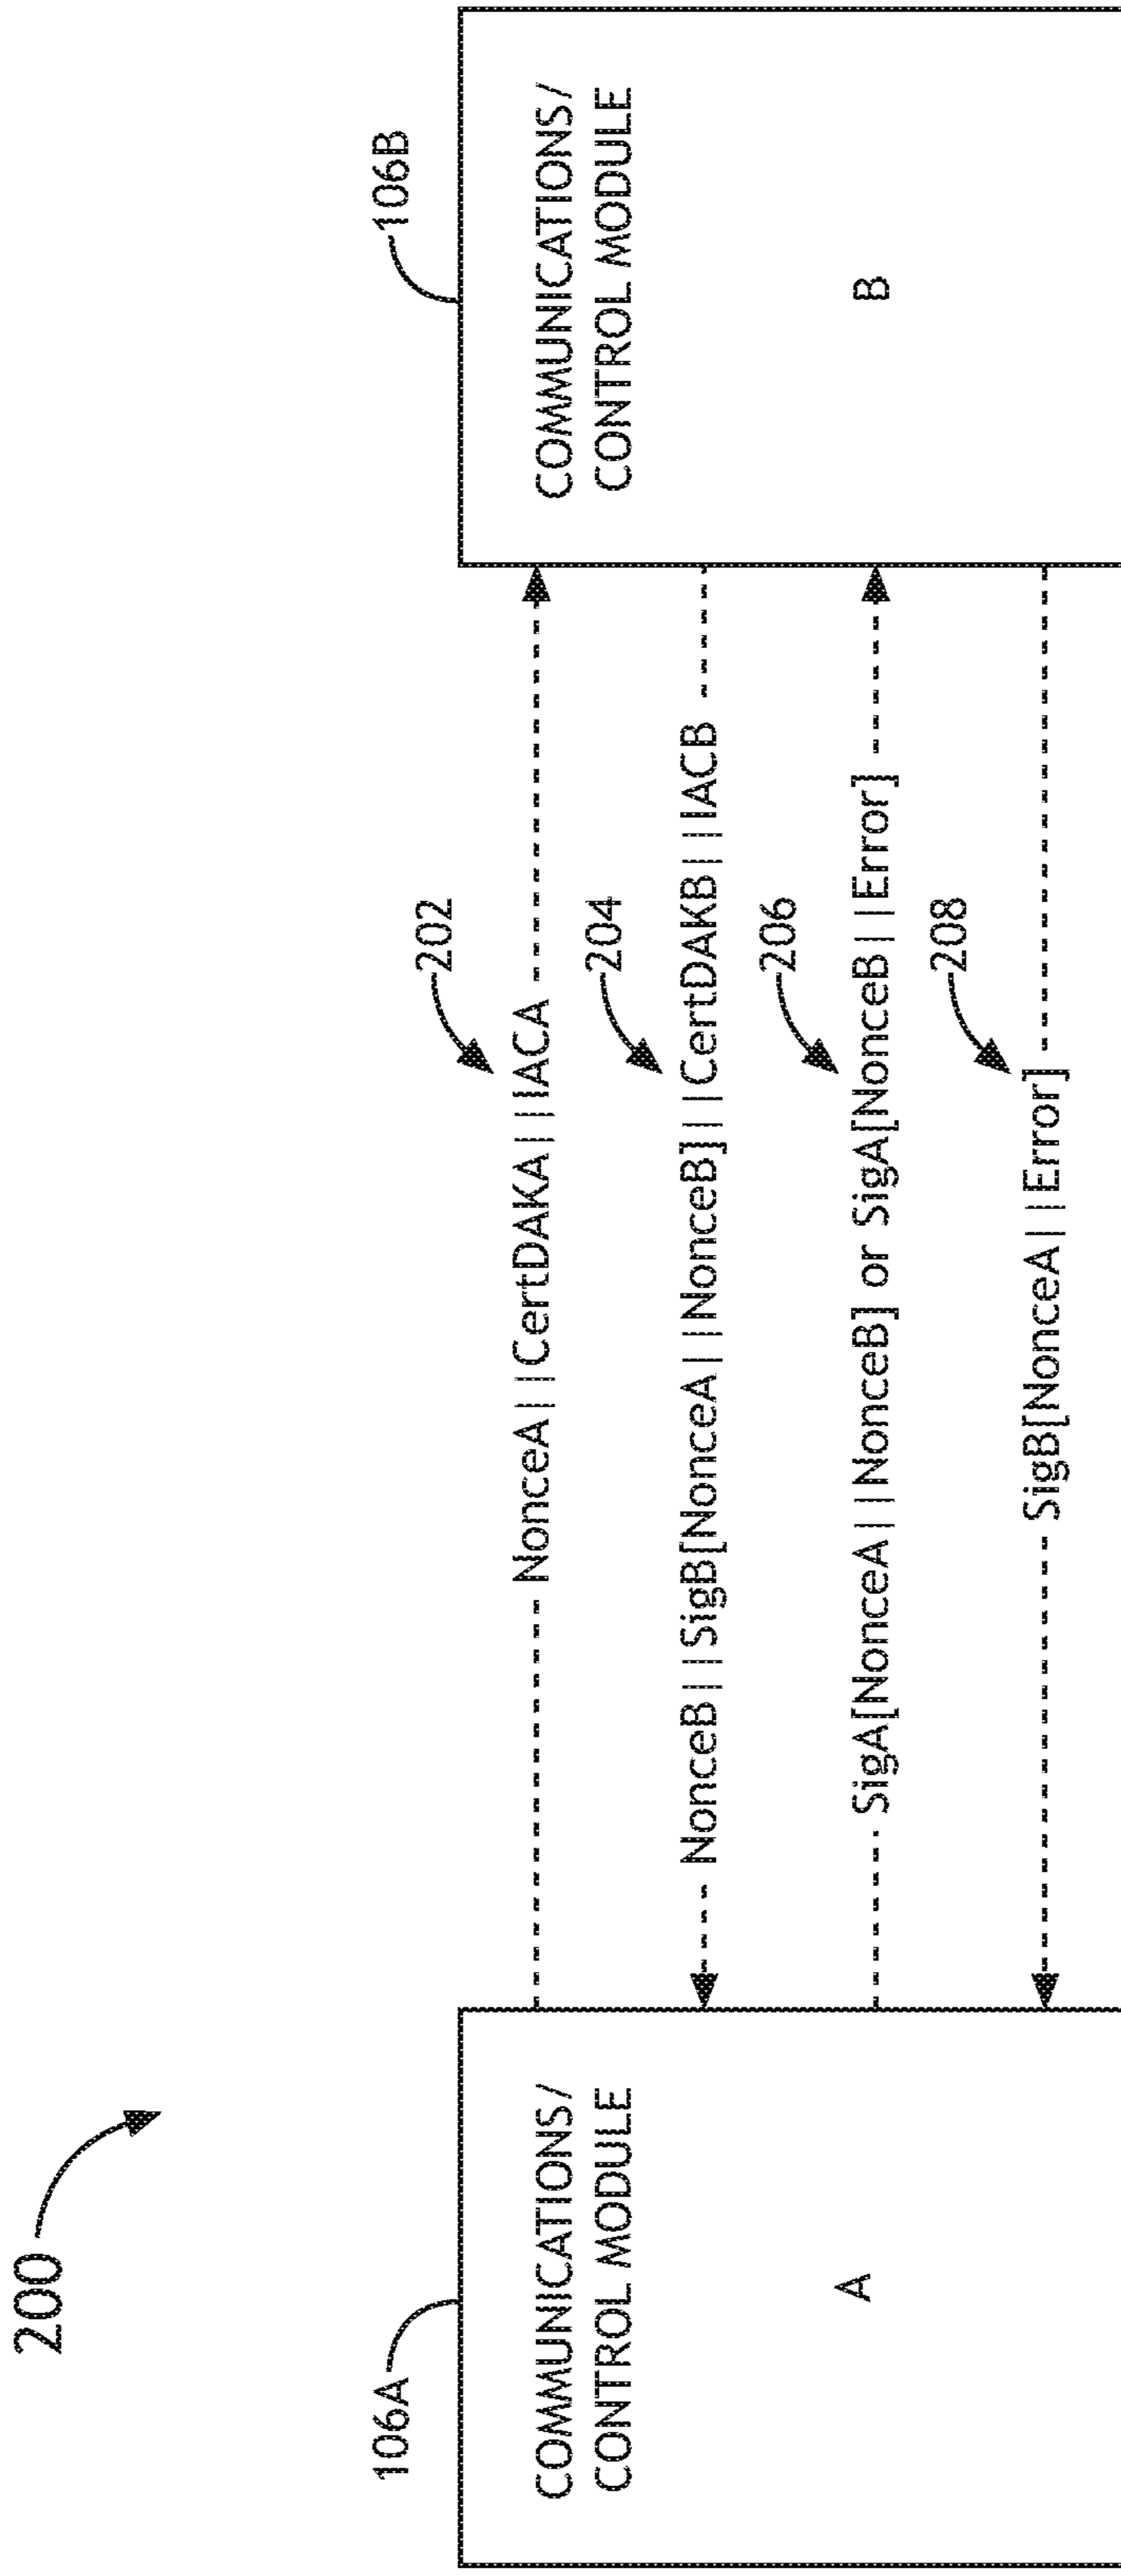 200
106A
COMMUNICATIONS/
CONTROL MODULE
A
106B
COMMUNICATIONS/
CONTROL MODULE
B
202
NonceA||CertDAKA||IACA
204
NonceB||SigB[NonceA||NonceB]||CertDAKB||IACB
206
SigA[NonceA||NonceB] or SigA[NonceB||Error]
208
SigB[NonceA||Error]